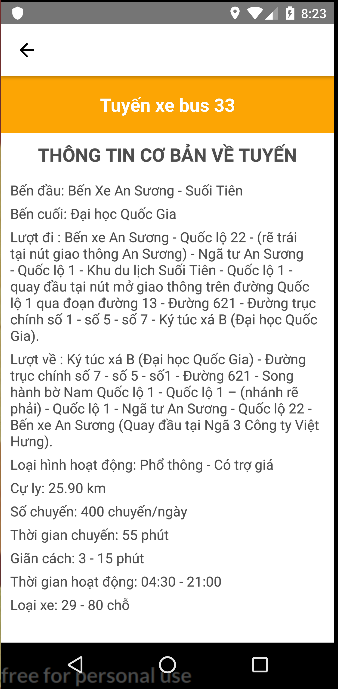 8:23
Tuyến xe bus 33
THÔNG TIN CƠ BẢN VỀ TUYẾN
Bến đầu: Bến Xe An Sương - Suối Tiên
Bến cuối: Đại học Quốc Gia
Lượt đi : Bến xe An Sương - Quốc lộ 22 - (rẽ trái
tại nút giao thông An Sương) - Ngã tư An Sương
- Quốc lộ 1 - Khu du lịch Suối Tiên - Quốc lộ 1 -
quay đầu tại nút mở giao thông trên đường Quốc
lộ 1 qua đoạn đường 13 - Đường 621 - Đường trục
chính số 1 - số 5 - số 7 - Ký túc xá B (Đại học Quốc
Gia).
Lượt về : Ký túc xá B (Đại học Quốc Gia) - Đường
trục chính số 7 - số 5 - số1 - Đường 621 - Song
hành bờ Nam Quốc lộ 1 - Quốc lộ 1 – (nhánh rẽ
phải) - Quốc lộ 1 - Ngã tư An Sương - Quốc lộ 22 -
Bến xe An Sương (Quay đầu tại Ngã 3 Công ty Việt
Hưng).
Loại hình hoạt động: Phổ thông - Có trợ giá
Cự ly: 25.90 km
Số chuyến: 400 chuyến/ngày
Thời gian chuyến: 55 phút
Giãn cách: 3 - 15 phút
Thời gian hoạt động: 04:30 - 21:00
Loại xe: 29 - 80 chỗ
free for personal use